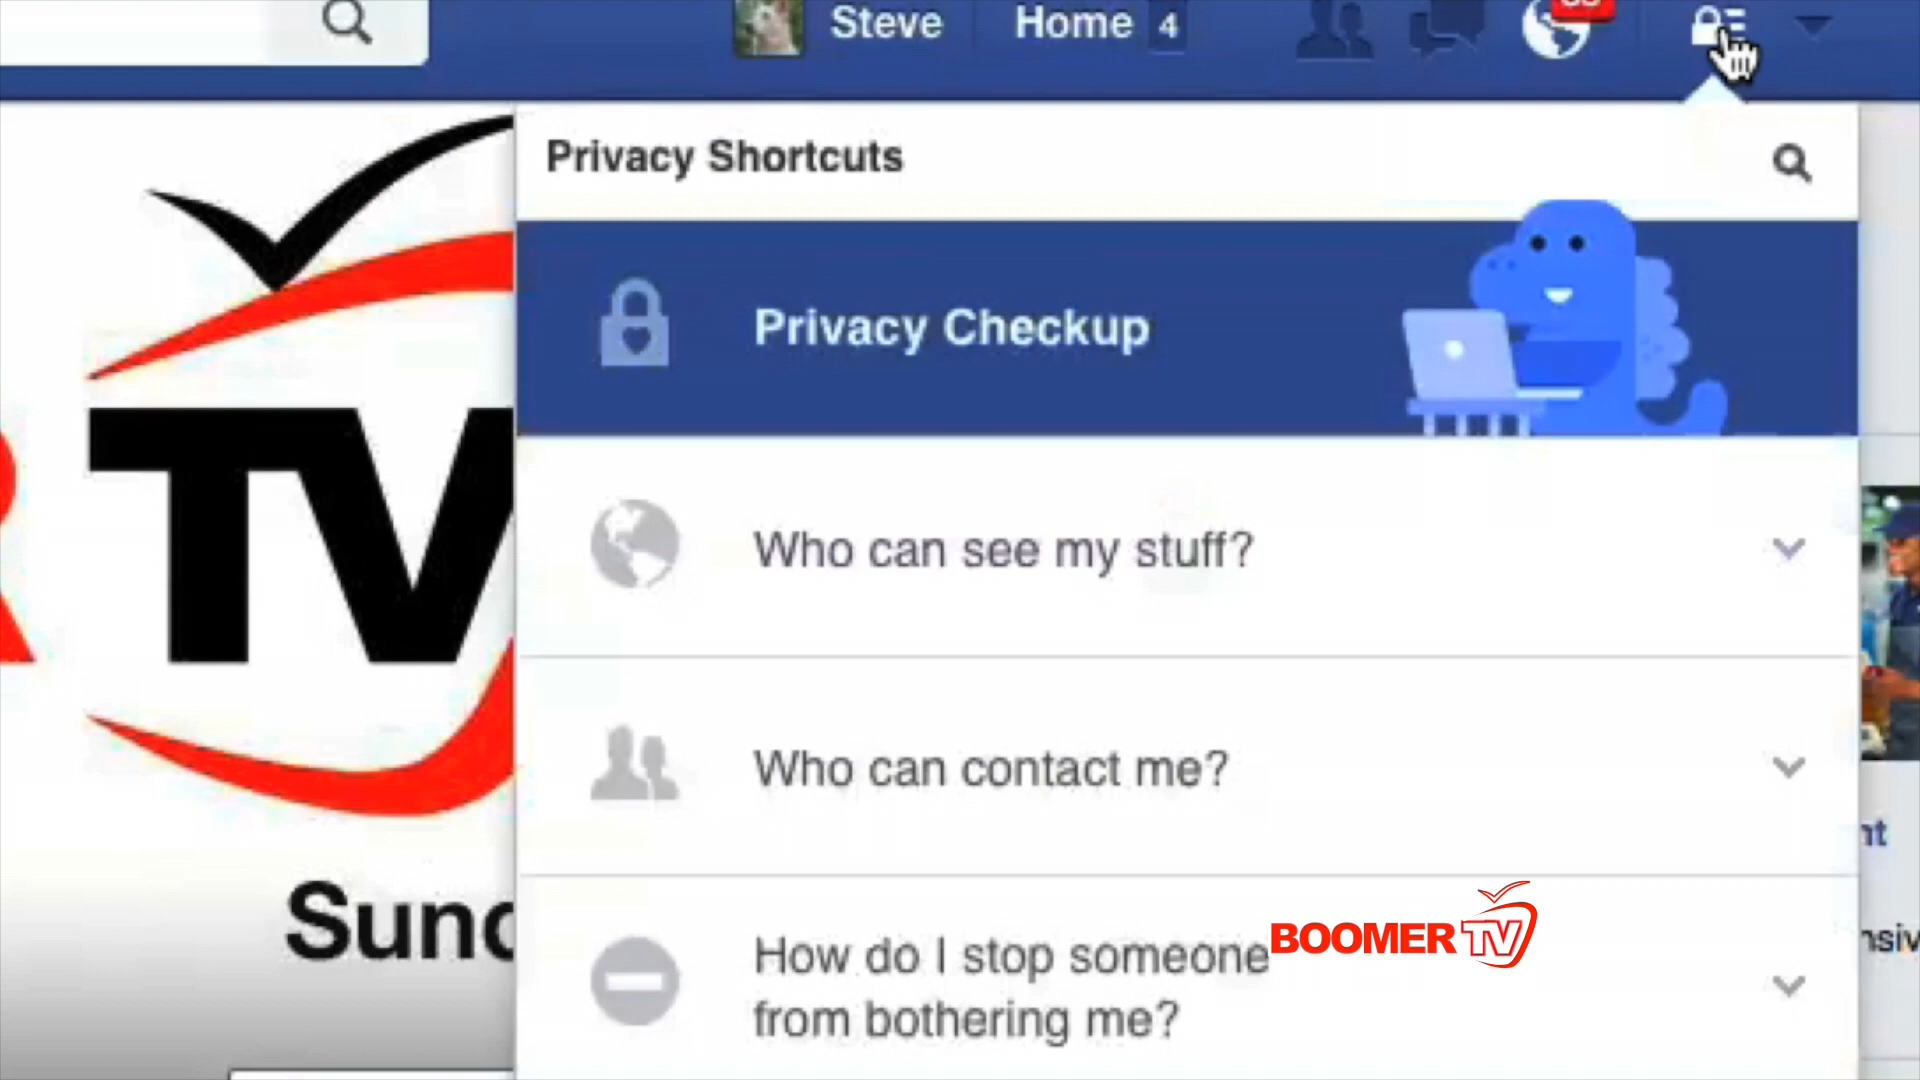 Steve
Home 4
Privacy Shortcuts
Privacy Checkup
TV
Who can see my stuff?
Who can contact me?
How do I stop someone
from bothering me?
BOOMER TV